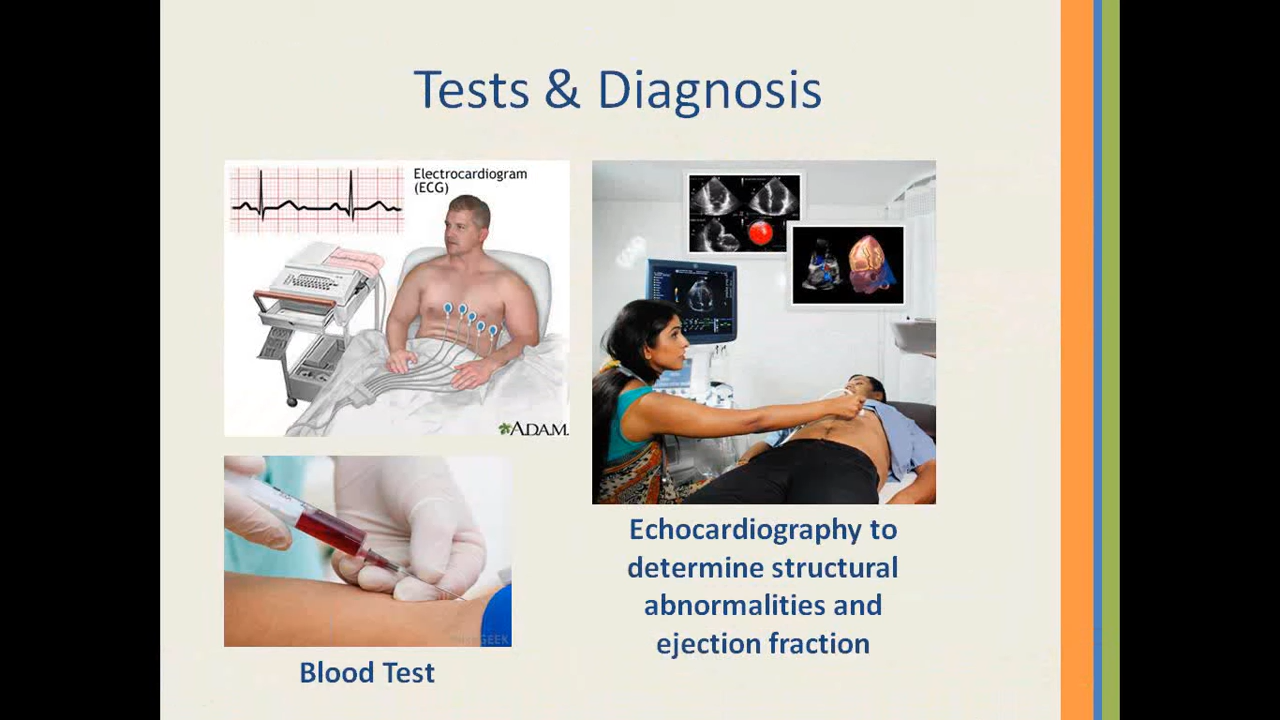 Tests & Diagnosis
Electrocardiogram
(ECG)
ADAM.
Blood Test
Echocardiography to
determine structural
abnormalities and
ejection fraction